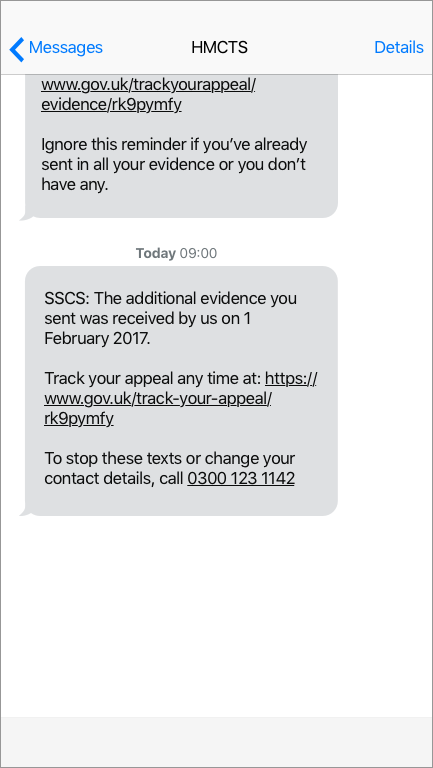 Messages HMCTS Details
www.gov.uk/trackyourappeal/
evidence/rk9pymfy
Ignore this reminder if you’ve already
sent in all your evidence or you don’t
have any.
Today 09:00
SSCS: The additional evidence you
sent was received by us on 1
February 2017.
Track your appeal any time at: https://
www.gov.uk/track-your-appeal/
rk9pymfy
To stop these texts or change your
contact details, call 0300 123 1142